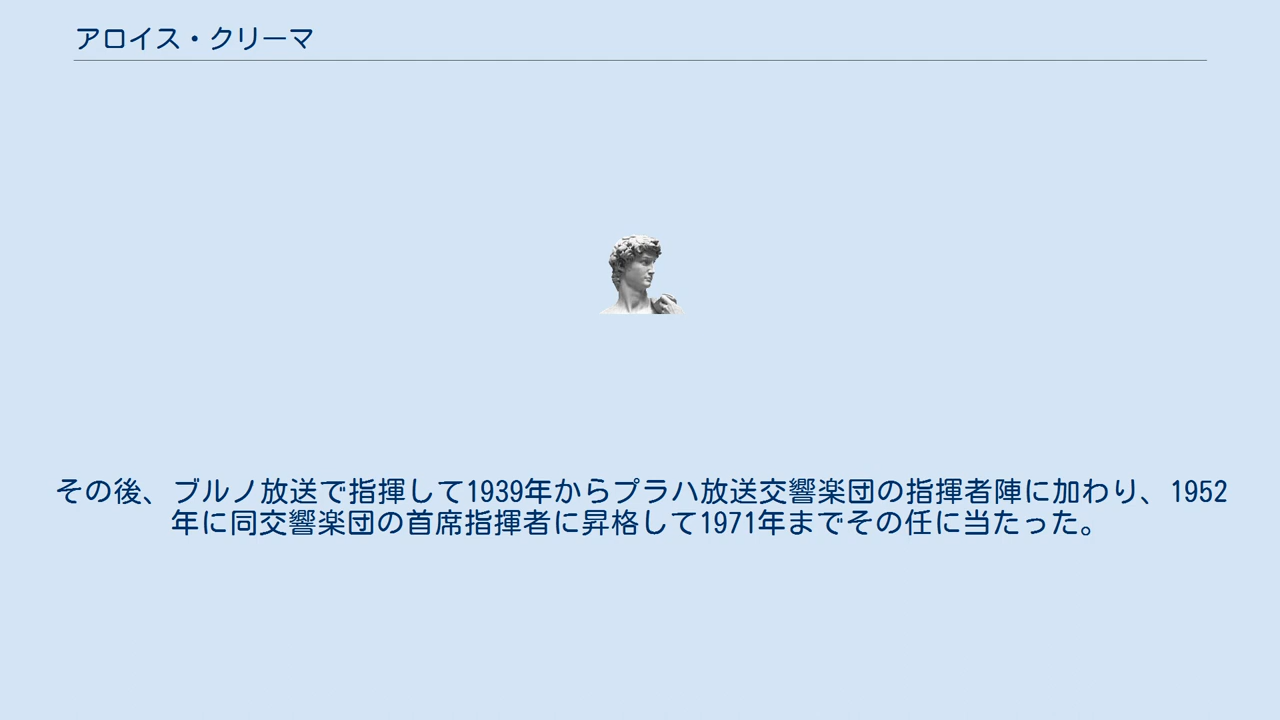 アロイス・クリーマ
その後、ブルノ放送で指揮して1939年からプラハ放送交響楽団の指揮者陣に加わり、1952
年に同交響楽団の首席指揮者に昇格して1971年までその任に当たった。